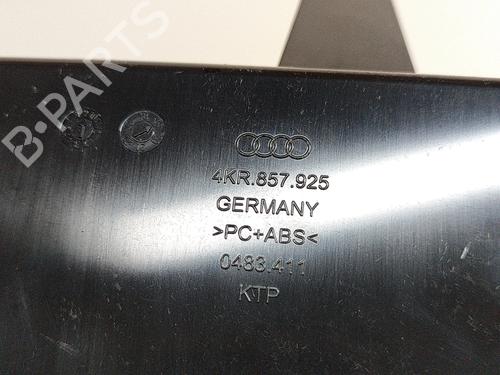 B-PARTS
4KR.857.925
GERMANY
>PC+ABS<
0483.411
KTP